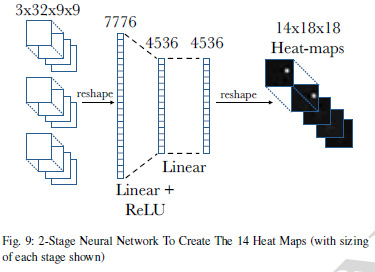 3x32x9x9
7776
4536 4536
14x18x18
Heat-maps
reshape
reshape
Linear
Linear +
ReLU
Fig. 9: 2-Stage Neural Network To Create The 14 Heat Maps (with sizing
of each stage shown)